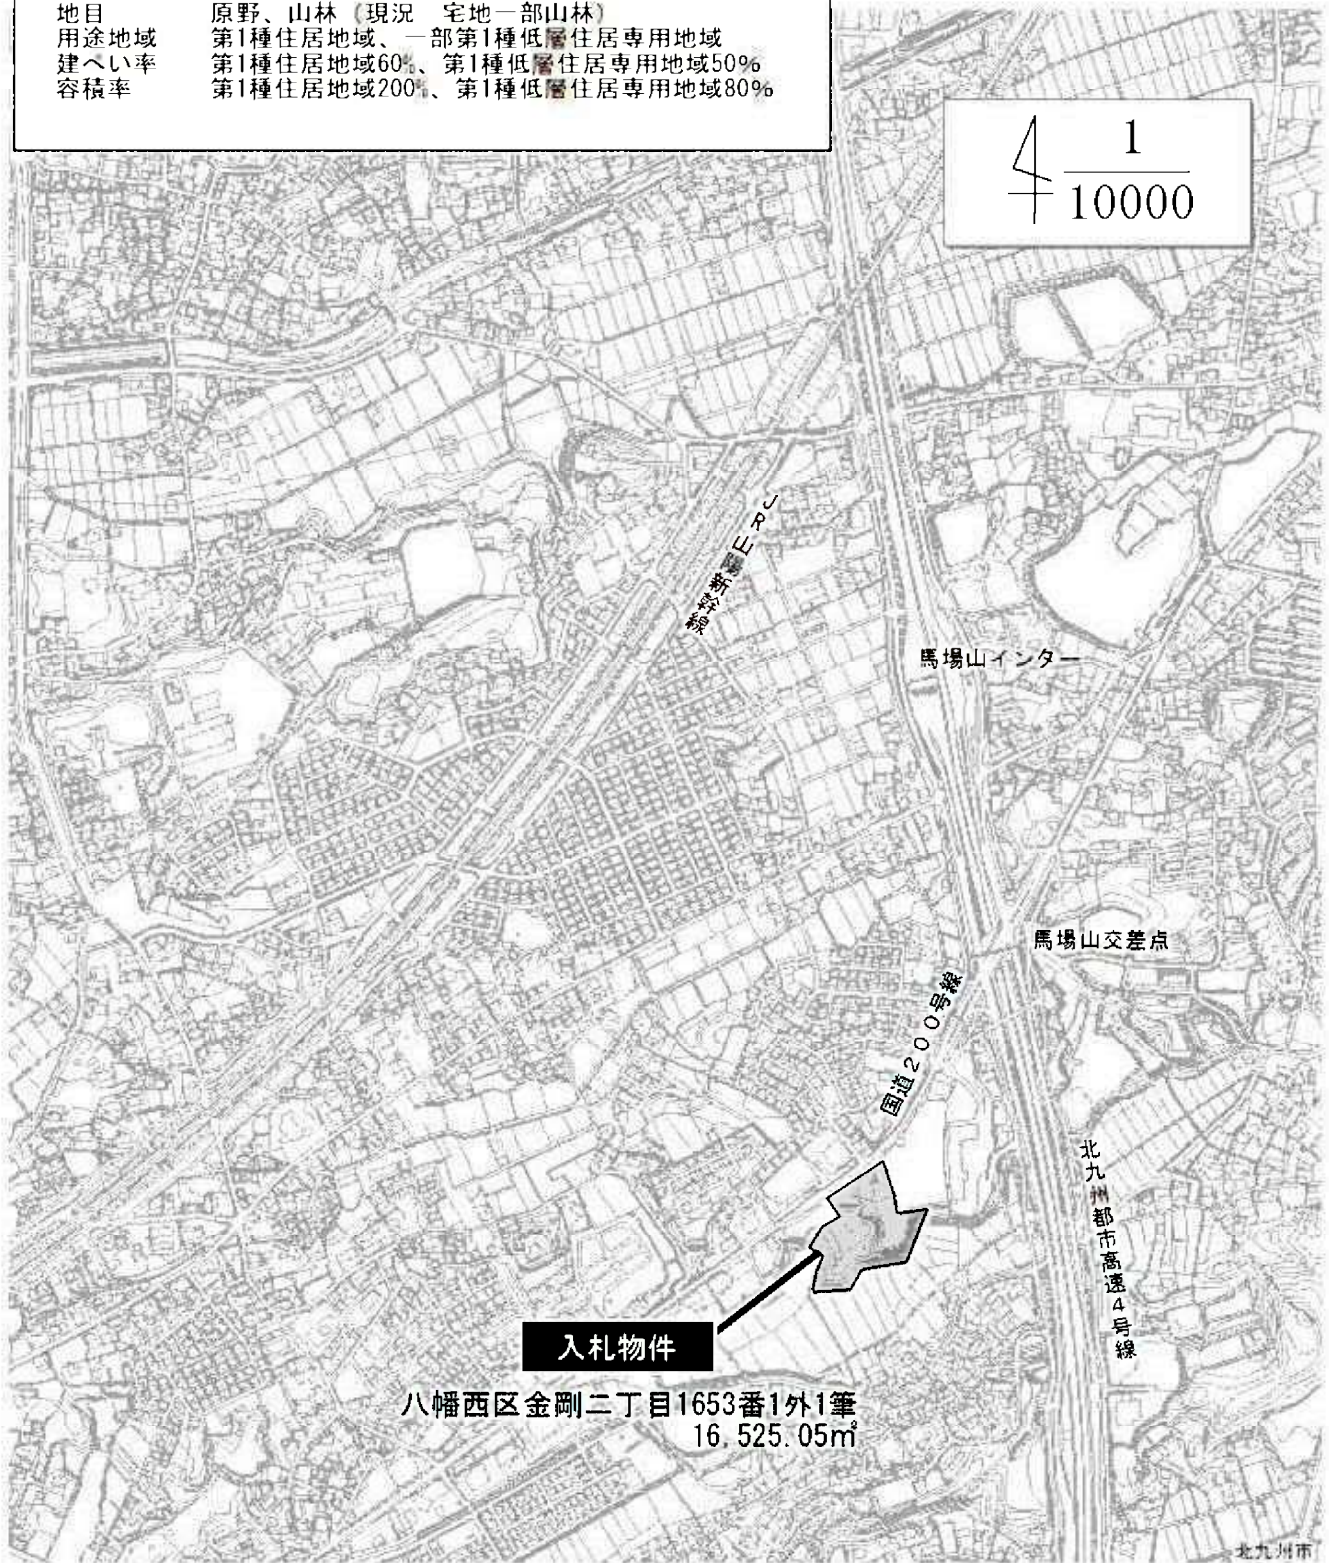 地目 原野、山林（現況 宅地一部山林）
用途地域 第1種住居地域、一部第1種低層住居専用地域
建ぺい率 第1種住居地域60%、第1種低層住居専用地域50%
容積率 第1種住居地域200%、第1種低層住居専用地域80%
1
10000
JR山陽新幹線
馬場山インター
馬場山交差点
国道200号線
北九州都市高速4号線
入札物件
八幡西区金剛二丁目1653番1外1筆
16,525.05㎡
北九州市